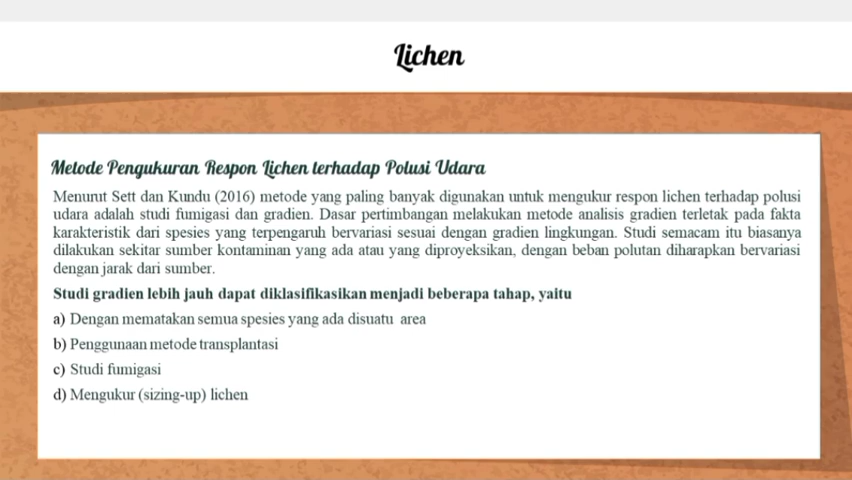 Lichen
Metode Pengukuran Respon Lichen terhadap Polusi Udara
Menurut Sett dan Kundu (2016) metode yang paling banyak digunakan untuk mengukur respon lichen terhadap polusi
udara adalah studi fumigasi dan gradien. Dasar pertimbangan melakukan metode analisis gradien terletak pada fakta
karakteristik dari spesies yang terpengaruh bervariasi sesuai dengan gradien lingkungan. Studi semacam itu biasanya
dilakukan sekitar sumber kontaminan yang ada atau yang diproyeksikan, dengan beban polutan diharapkan bervariasi
dengan jarak dari sumber.
Studi gradien lebih jauh dapat diklasifikasikan menjadi beberapa tahap, yaitu
a) Dengan mematakan semua spesies yang ada disuatu area
b) Penggunaan metode transplantasi
c) Studi fumigasi
d) Mengukur (sizing-up) lichen